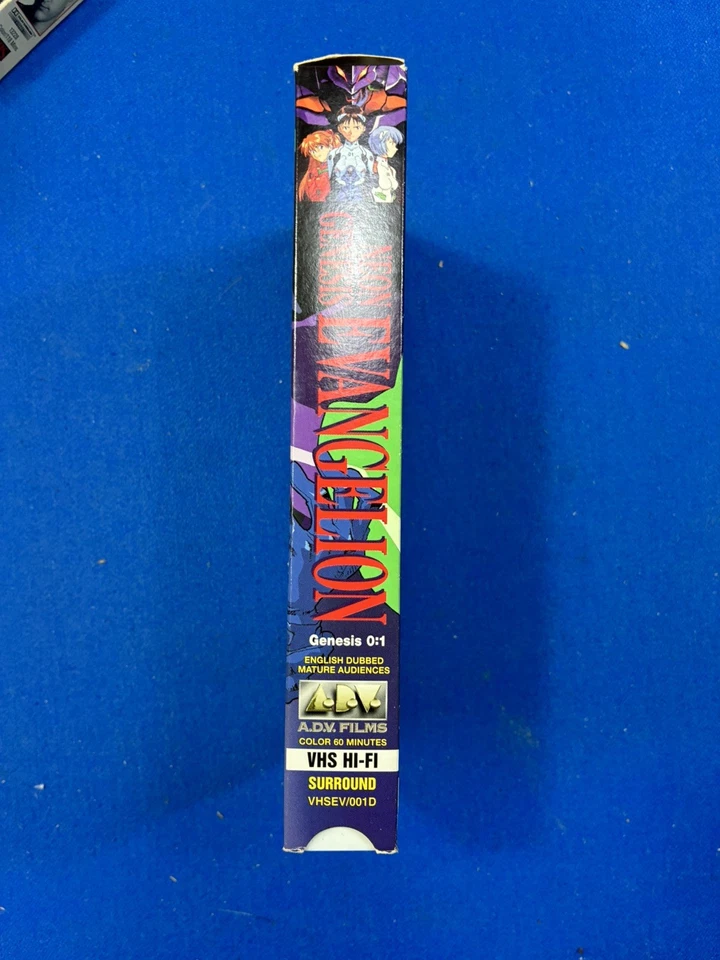 NEON
GENESIS
EVANGELION
Genesis 0:1
ENGLISH DUBBED
MATURE AUDIENCES
A.D.V.
A.D.V. FILMS
COLOR 60 MINUTES
VHS HI-FI
SURROUND
VHSEV/001D